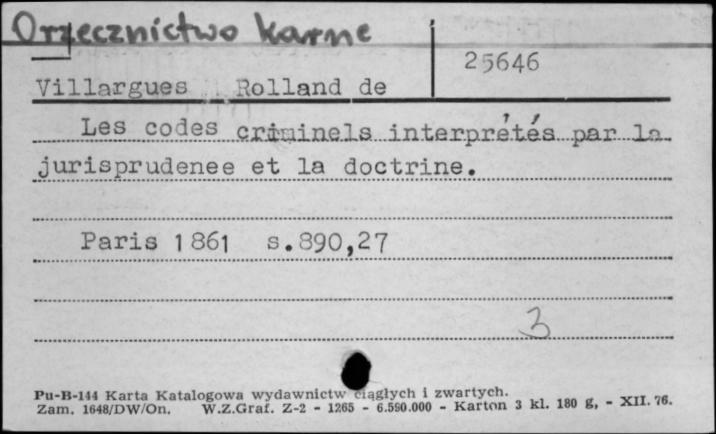 Orzecznictwo karne
25646
Villargues Rolland de
Les codes criminels interprétés par la
jurisprudenee et la doctrine.
Paris 1861 s.890,27
3
Pu-B-144 Karta Katalogowa wydawnictw ciągłych i zwartych.
Zam. 1648/DW/On. W.Z.Graf. Z-2 - 1265 - 6.590.000 - Karton 3 kl. 180 g, - XII. 76.